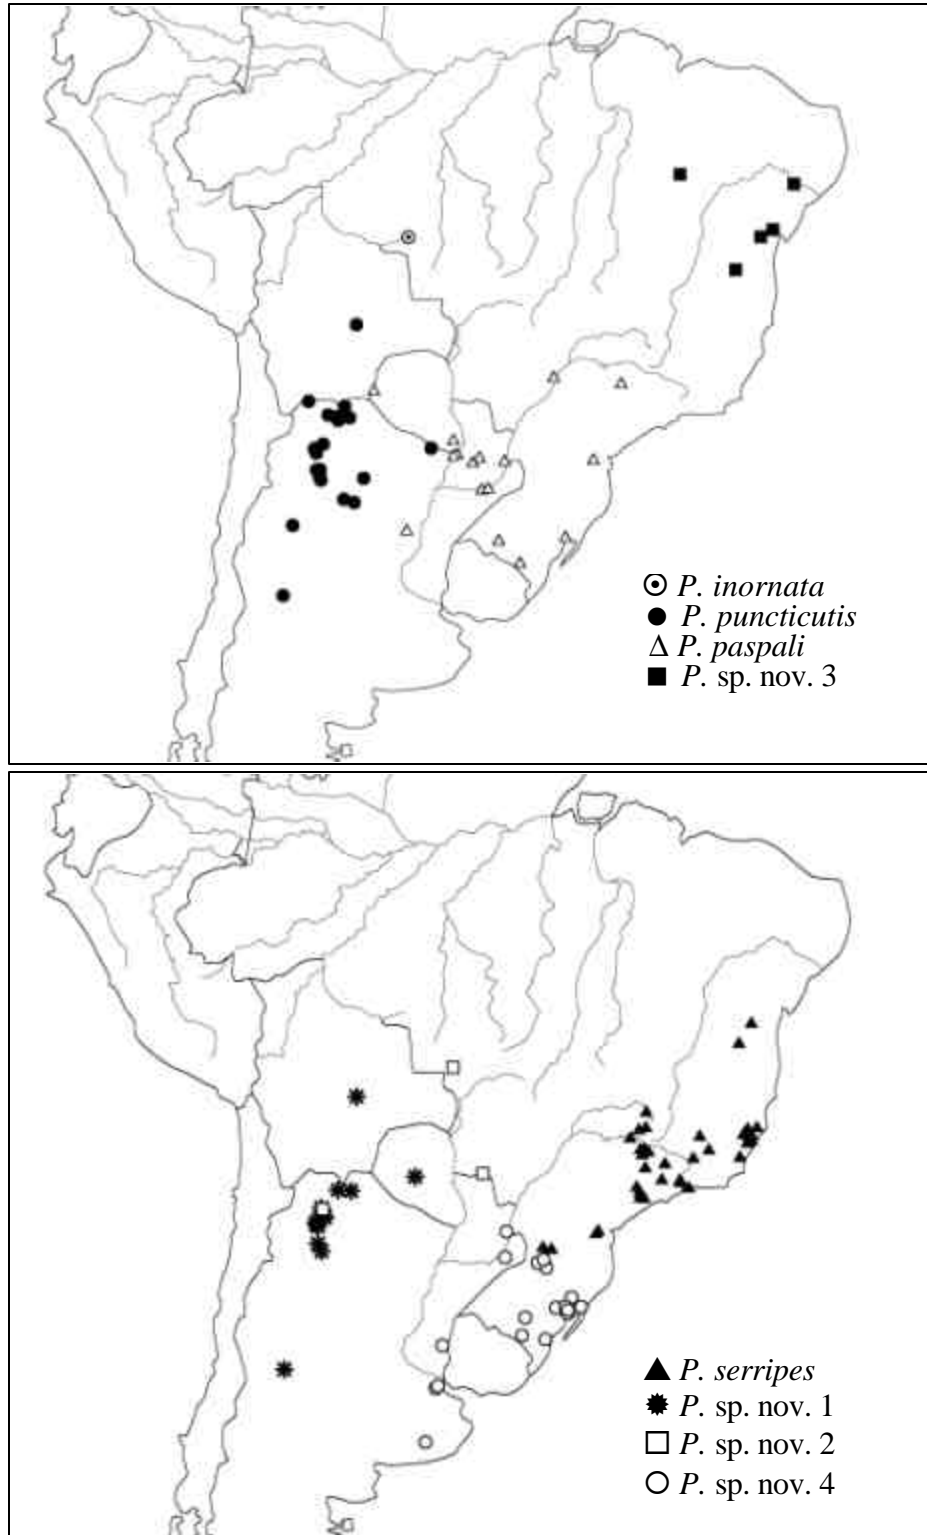 P. inornata
P. puncticutis
P. paspali
P. sp. nov. 3
P. serripes
P. sp. nov. 1
P. sp. nov. 2
P. sp. nov. 4